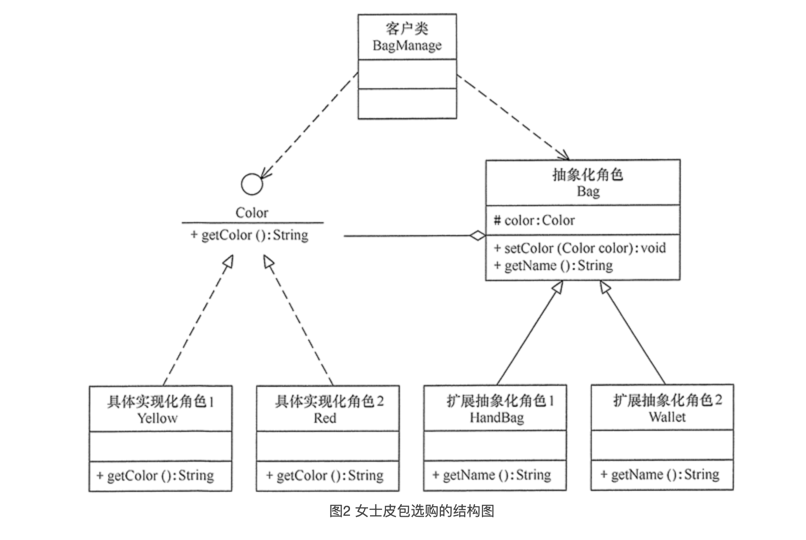 客户类
BagManage
Color
+ getColor ():String
抽象化角色
Bag
# color:Color
+ setColor (Color color):void
+ getName ():String
具体实现化角色1
Yellow
+ getColor ():String
具体实现化角色2
Red
+ getColor ():String
扩展抽象化角色1
HandBag
+ getName ():String
扩展抽象化角色2
Wallet
+ getName ():String
图2 女士皮包选购的结构图